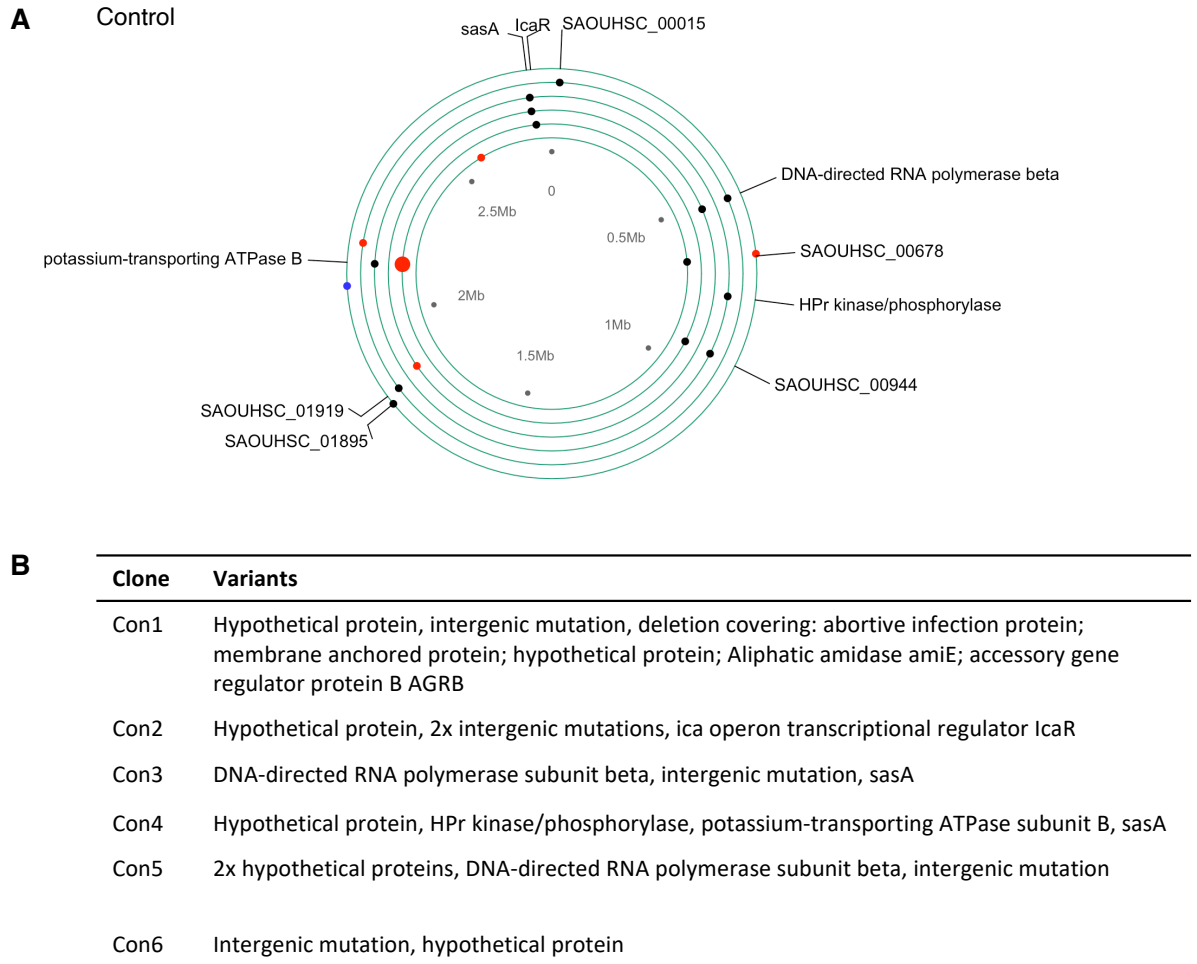 A
Control
sasA
IcaR
SAOUHSC_00015
DNA-directed RNA polymerase beta
SAOUHSC_00678
HPr kinase/phosphorylase
SAOUHSC_00944
potassium-transporting ATPase B
SAOUHSC_01919
SAOUHSC_01895
0
0.5Mb
1Mb
1.5Mb
2Mb
2.5Mb
B
Clone Variants
Con1 Hypothetical protein, intergenic mutation, deletion covering: abortive infection protein;
membrane anchored protein; hypothetical protein; Aliphatic amidase amiE; accessory gene
regulator protein B AGRB
Con2 Hypothetical protein, 2x intergenic mutations, ica operon transcriptional regulator IcaR
Con3 DNA-directed RNA polymerase subunit beta, intergenic mutation, sasA
Con4 Hypothetical protein, HPr kinase/phosphorylase, potassium-transporting ATPase subunit B, sasA
Con5 2x hypothetical proteins, DNA-directed RNA polymerase subunit beta, intergenic mutation
Con6 Intergenic mutation, hypothetical protein